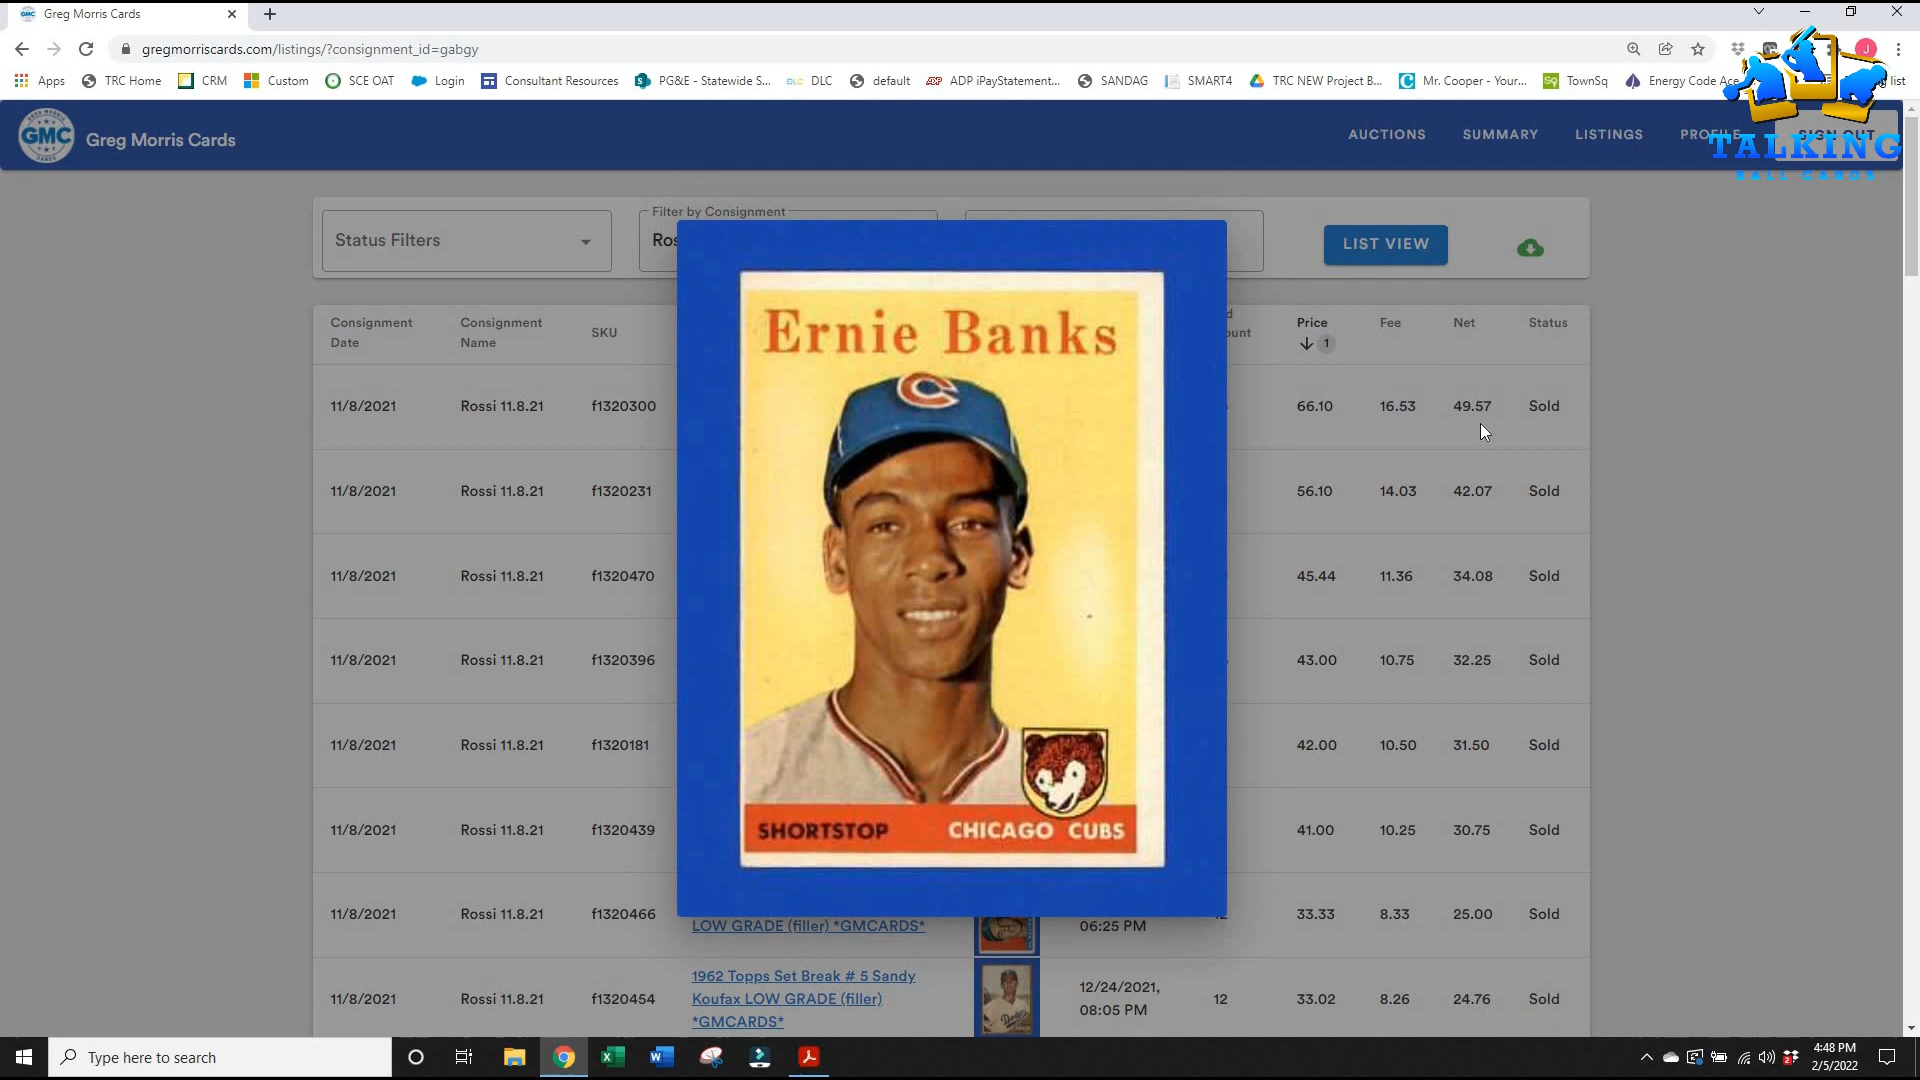 Greg Morris Cards
gregmorriscards.com/listings/?consignment_id=gabgy
Apps TRC Home CRM Custom SCE OAT Login Consultant Resources PG&E - Statewide S... DLC default ADP iPayStatement... SANDAG SMART4 TRC NEW Project B... Mr. Cooper - Your... TownSq Energy Code Ace list
GMC Greg Morris Cards AUCTIONS SUMMARY LISTINGS PROFILE SIGN OUT
TALKING
BALL CARDS
Status Filters
Filter by Consignment
Ros
LIST VIEW
Consignment Date
Consignment Name
SKU
Price
1
Fee
Net
Status
11/8/2021 Rossi 11.8.21 f1320300 66.10 16.53 49.57 Sold
11/8/2021 Rossi 11.8.21 f1320231 56.10 14.03 42.07 Sold
11/8/2021 Rossi 11.8.21 f1320470 45.44 11.36 34.08 Sold
11/8/2021 Rossi 11.8.21 f1320396 43.00 10.75 32.25 Sold
11/8/2021 Rossi 11.8.21 f1320181 42.00 10.50 31.50 Sold
11/8/2021 Rossi 11.8.21 f1320439 41.00 10.25 30.75 Sold
11/8/2021 Rossi 11.8.21 f1320466 33.33 8.33 25.00 Sold
LOW GRADE (filler) *GMCARDS*
06:25 PM
11/8/2021 Rossi 11.8.21 f1320454 33.02 8.26 24.76 Sold
1962 Topps Set Break # 5 Sandy
Koufax LOW GRADE (filler)
*GMCARDS*
12/24/2021,
08:05 PM
12
Ernie Banks
SHORTSTOP CHICAGO CUBS
Type here to search
4:48 PM
2/5/2022